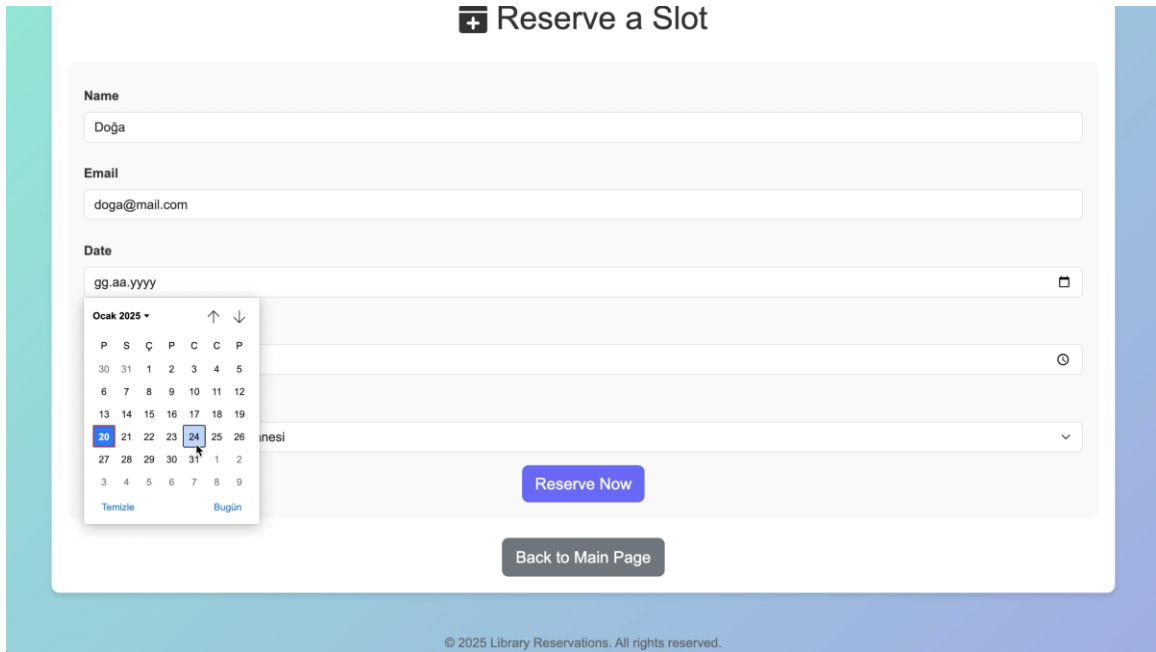 Reserve a Slot
Name
Doğa
Email
doga@mail.com
Date
gg.aa.yyyy
Ocak 2025
P S Ç P C C P
30 31 1 2 3 4 5
6 7 8 9 10 11 12
13 14 15 16 17 18 19
20 21 22 23 24 25 26
27 28 29 30 31 1 2
3 4 5 6 7 8 9
Temizle Bugün
Reserve Now
Back to Main Page
© 2025 Library Reservations. All rights reserved.